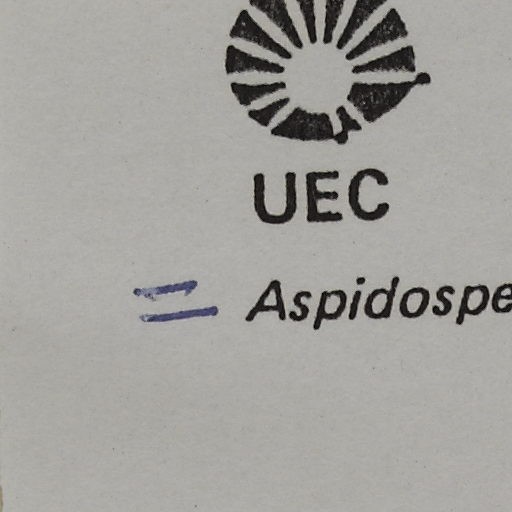 UEC
= Aspidospe